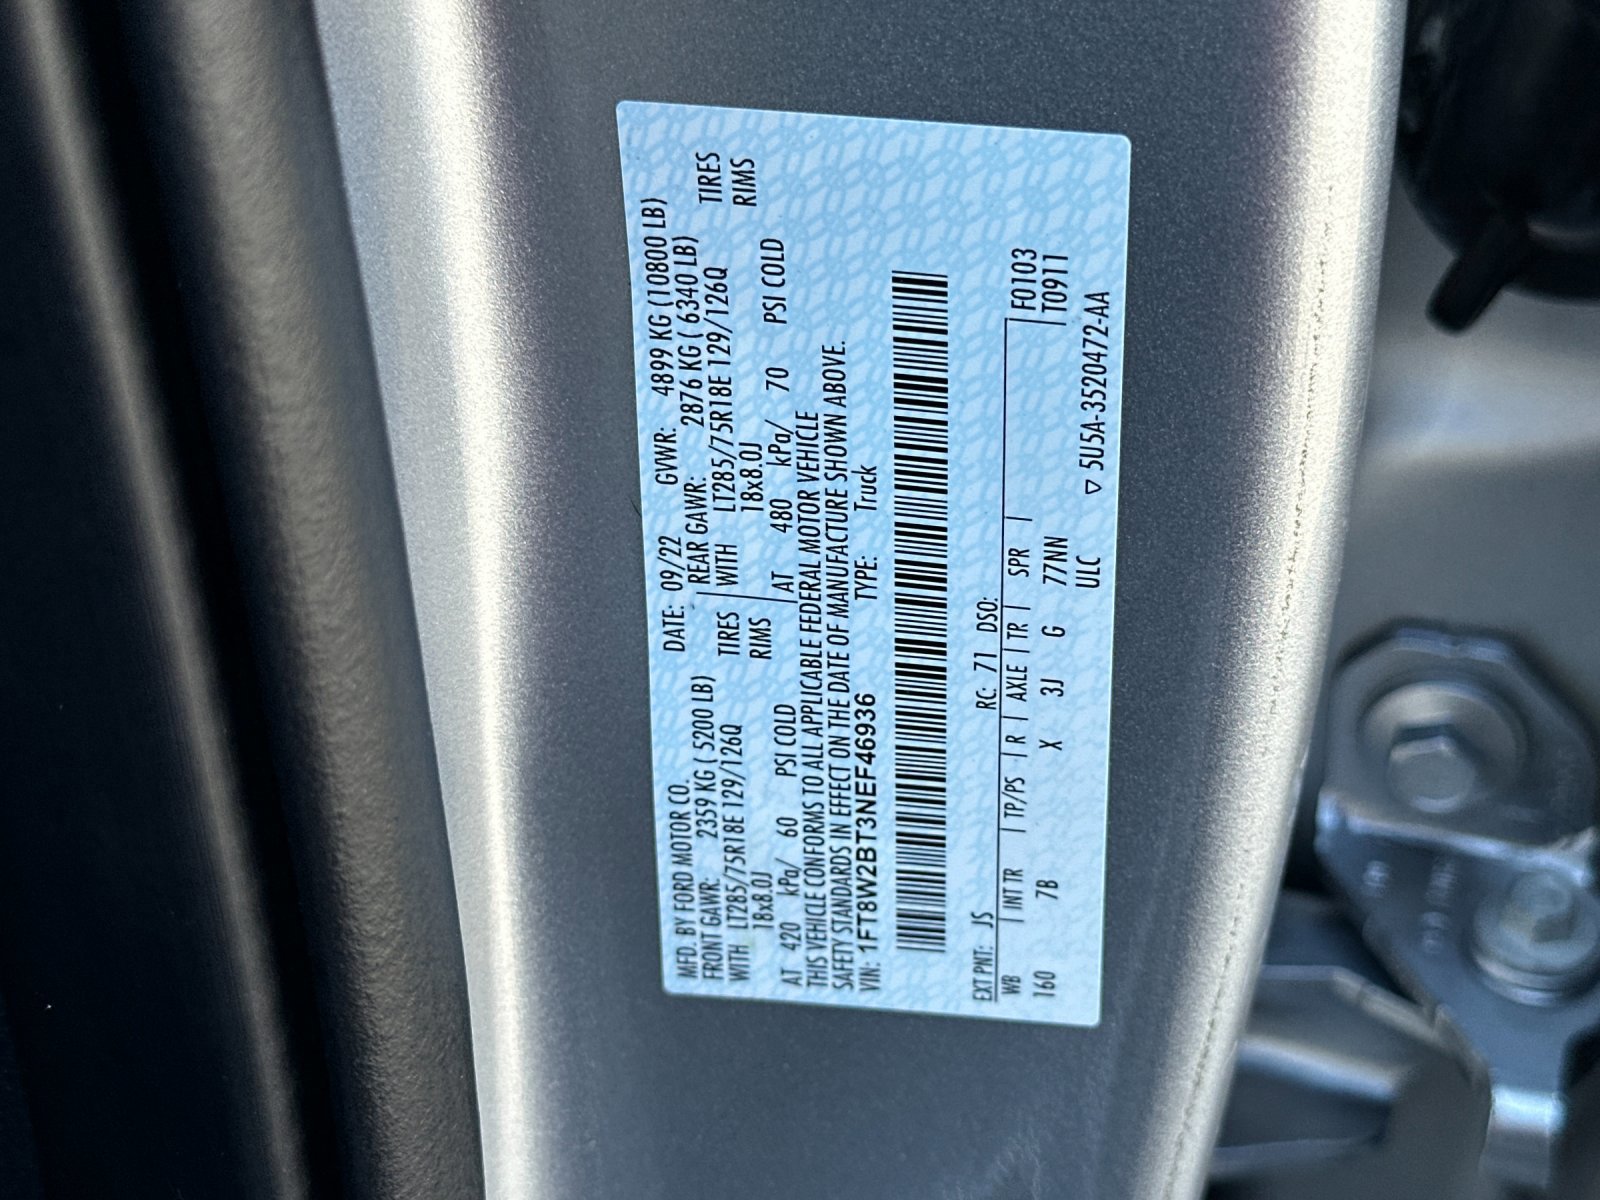 MFD. BY FORD MOTOR CO. DATE: 09/22 GVWR: 4899 KG (10800 LB)
FRONT GAWR: 2359 KG ( 5200 LB) REAR GAWR: 2876 KG ( 6340 LB)
WITH LT285/75R18E 129/126Q TIRES WITH LT285/75R18E 129/126Q TIRES
18x8.0J RIMS 18x8.0J RIMS
AT 420 kPa/ 60 PSI COLD AT 480 kPa/ 70 PSI COLD
THIS VEHICLE CONFORMS TO ALL APPLICABLE FEDERAL MOTOR VEHICLE
SAFETY STANDARDS IN EFFECT ON THE DATE OF MANUFACTURE SHOWN ABOVE.
VIN: 1FT8W2BT3NEF46936 TYPE: Truck
EXT PNT: JS RC: 71 DSO: F0103
WB | INT TR | TP/PS | R | AXLE | TR | SPR | T0911
160 7B X 3J G 77NN
ULC ▽ 5U5A-3520472-AA